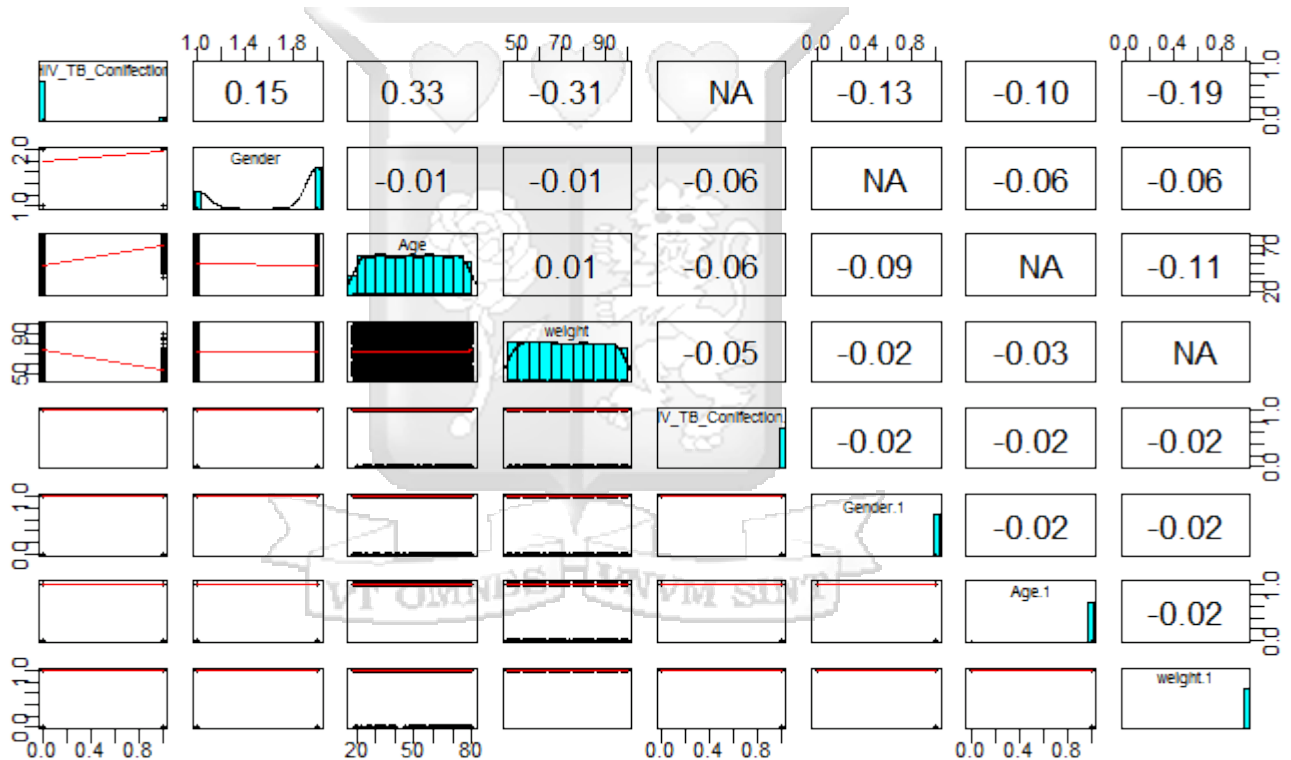 1.0 1.4 1.8 50 70 90 0.0 0.4 0.8 0.0 0.4 0.8
HIV_TB_Coniifection 0.15 0.33 -0.31 NA -0.13 -0.10 -0.19 0.0 1.0
1.0 2.0 Gender -0.01 -0.01 -0.06 NA -0.06 -0.06
Age 0.01 -0.06 -0.09 NA -0.11 20 70
50 90 weight -0.05 -0.02 -0.03 NA
IV_TB_Coniifection. -0.02 -0.02 -0.02 0.0 1.0
0.0 1.0 Gender.1 -0.02 -0.02
VT OMNES VNVM SINT
Age.1 -0.02 0.0 1.0
0.0 1.0 weight.1
0.0 0.4 0.8 20 50 80 0.0 0.4 0.8 0.0 0.4 0.8